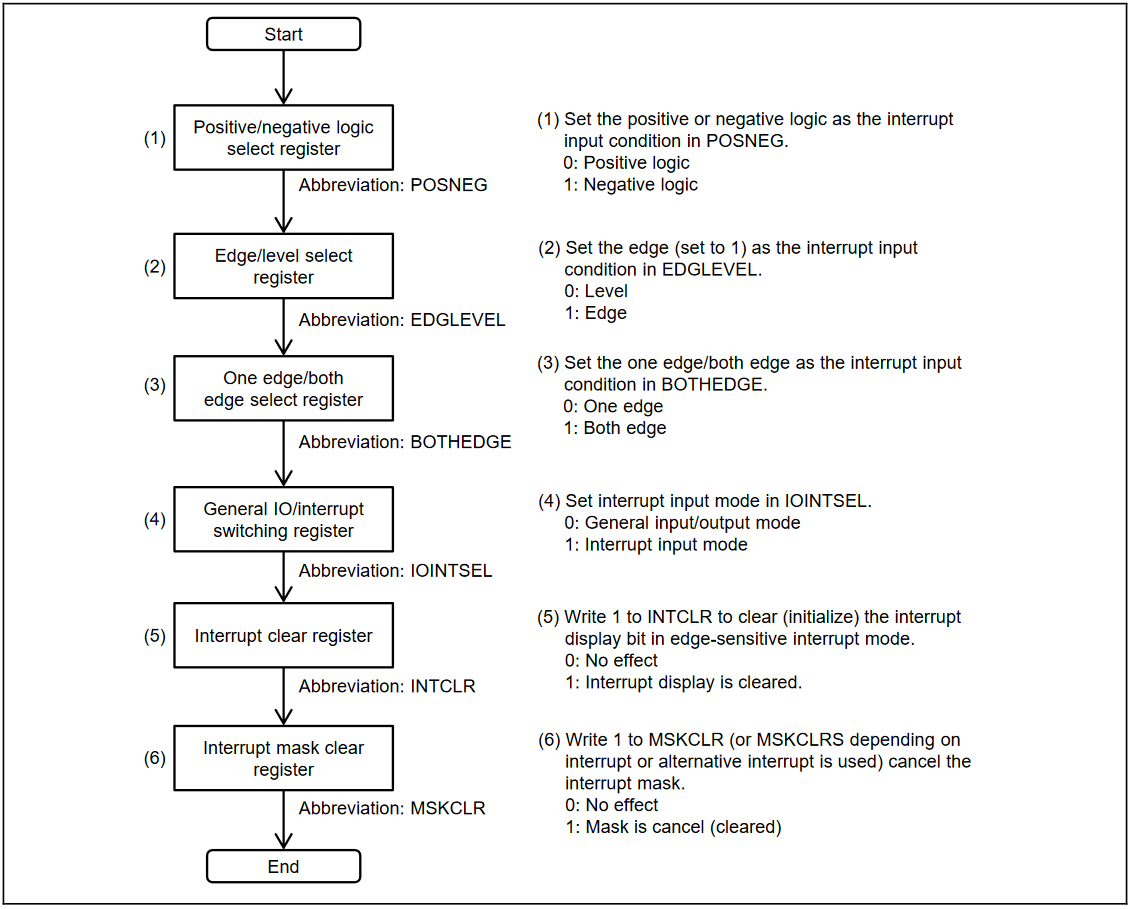 Start
(1)
Positive/negative logic
select register
Abbreviation: POSNEG
(1) Set the positive or negative logic as the interrupt
input condition in POSNEG.
0: Positive logic
1: Negative logic
(2)
Edge/level select
register
Abbreviation: EDGLEVEL
(2) Set the edge (set to 1) as the interrupt input
condition in EDGLEVEL.
0: Level
1: Edge
(3)
One edge/both
edge select register
Abbreviation: BOTHEDGE
(3) Set the one edge/both edge as the interrupt input
condition in BOTHEDGE.
0: One edge
1: Both edge
(4)
General IO/interrupt
switching register
Abbreviation: IOINTSEL
(4) Set interrupt input mode in IOINTSEL.
0: General input/output mode
1: Interrupt input mode
(5)
Interrupt clear register
Abbreviation: INTCLR
(5) Write 1 to INTCLR to clear (initialize) the interrupt
display bit in edge-sensitive interrupt mode.
0: No effect
1: Interrupt display is cleared.
(6)
Interrupt mask clear
register
Abbreviation: MSKCLR
(6) Write 1 to MSKCLR (or MSKCLRS depending on
interrupt or alternative interrupt is used) cancel the
interrupt mask.
0: No effect
1: Mask is cancel (cleared)
End